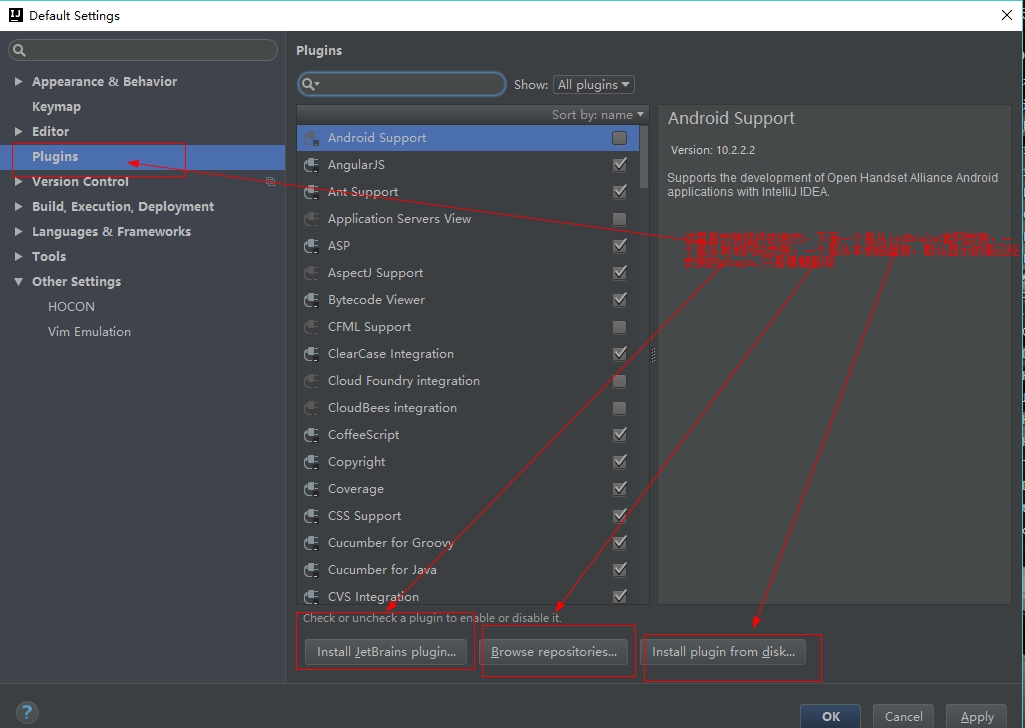 IJ Default Settings
Appearance & Behavior
Keymap
Editor
Plugins
Version Control
Build, Execution, Deployment
Languages & Frameworks
Tools
Other Settings
HOCON
Vim Emulation
Plugins
Show: All plugins
Sort by: name
Android Support
AngularJS
Ant Support
Application Servers View
ASP
AspectJ Support
Bytecode Viewer
CFML Support
ClearCase Integration
Cloud Foundry integration
CloudBees integration
CoffeeScript
Copyright
Coverage
CSS Support
Cucumber for Groovy
Cucumber for Java
CVS Integration
Check or uncheck a plugin to enable or disable it.
Install JetBrains plugin...
Browse repositories...
Install plugin from disk...
Android Support
Version: 10.2.2.2
Supports the development of Open Handset Alliance Android
applications with IntelliJ IDEA.
?
OK
Cancel
Apply